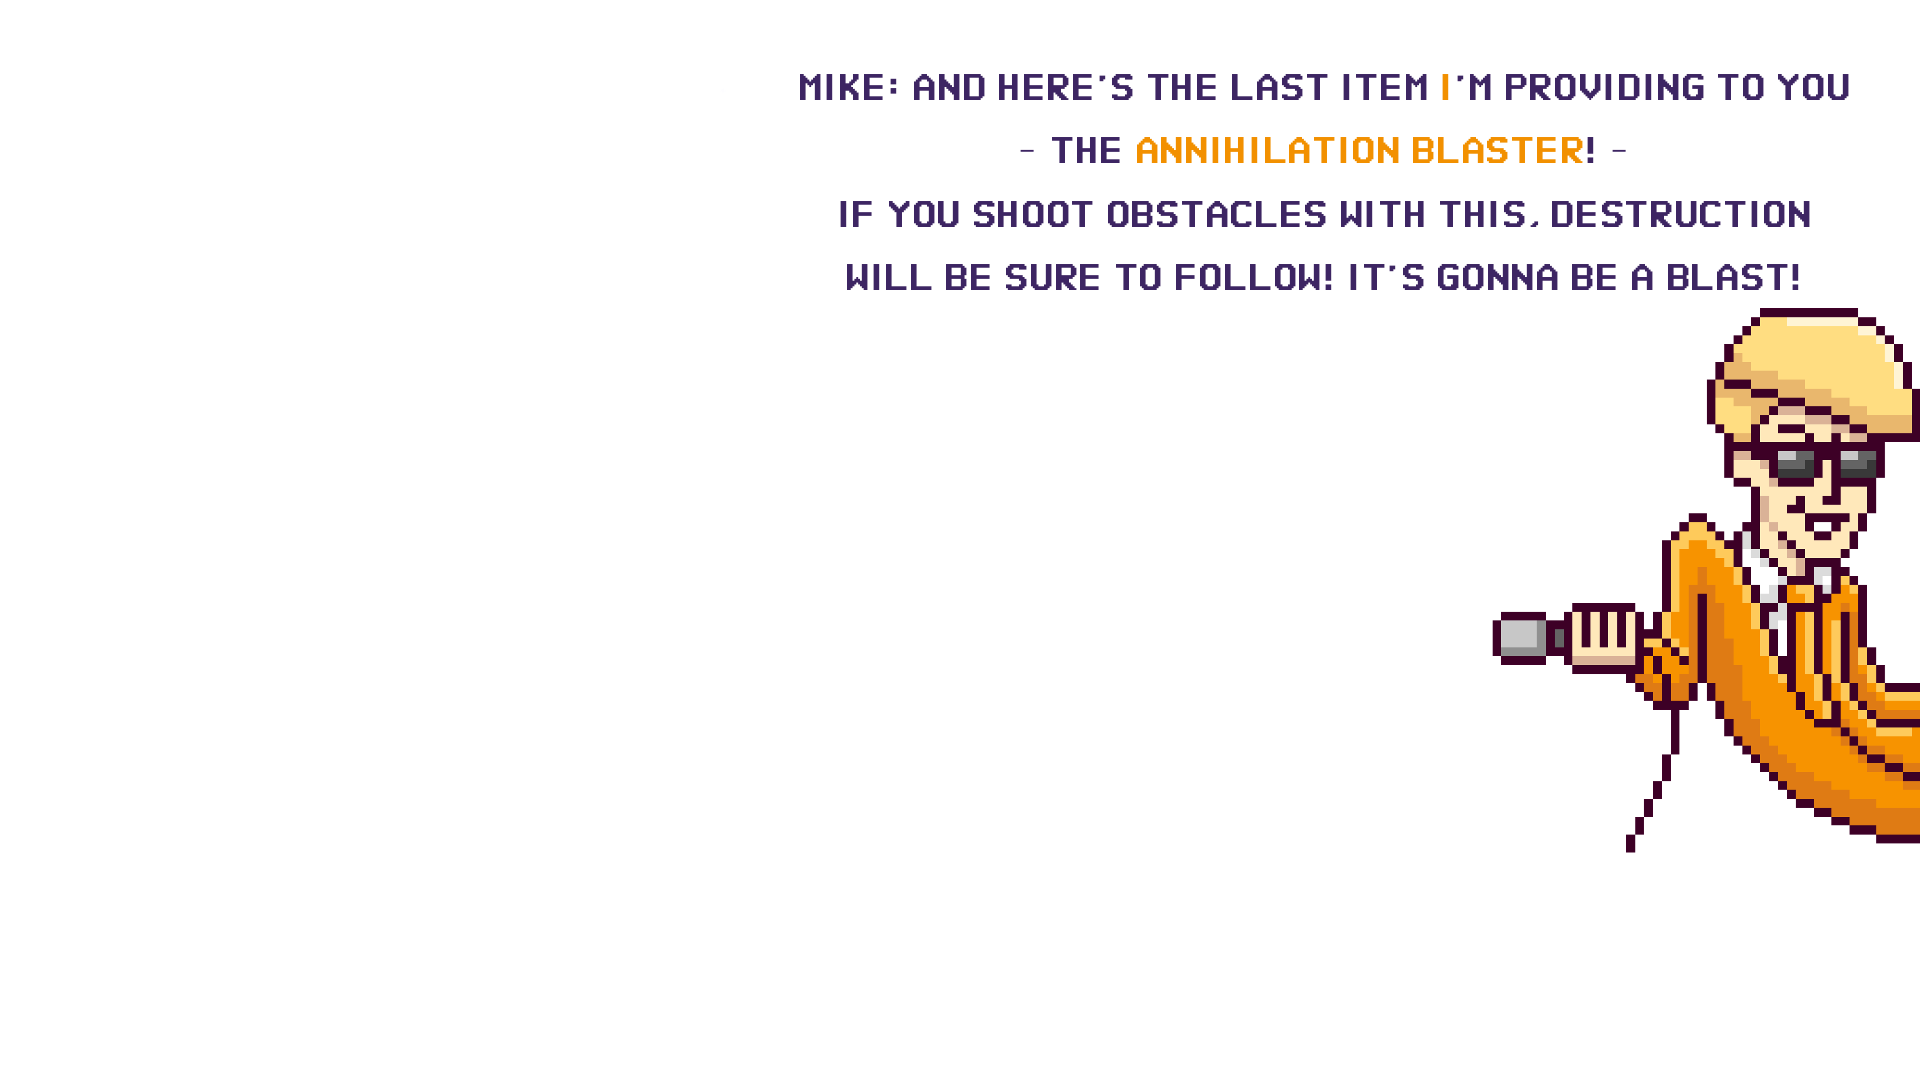 MIKE: AND HERE'S THE LAST ITEM I'M PROVIDING TO YOU
- THE ANNIHILATION BLASTER! -
IF YOU SHOOT OBSTACLES WITH THIS, DESTRUCTION
WILL BE SURE TO FOLLOW! IT'S GONNA BE A BLAST!